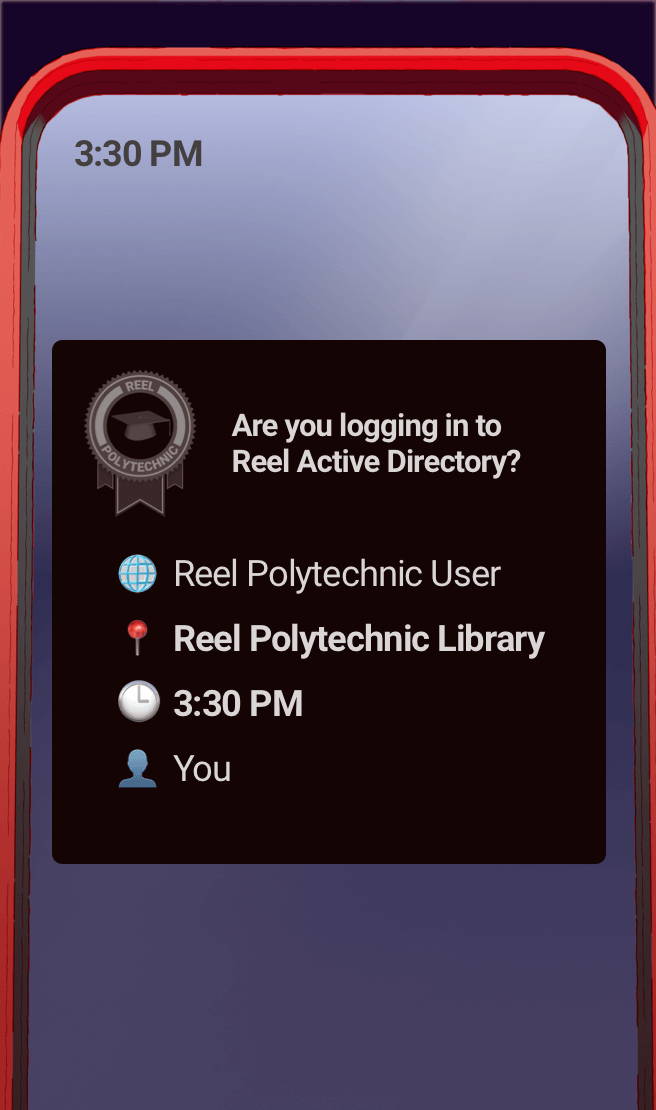 3:30 PM
REEL
POLYTECHNIC
Are you logging in to
Reel Active Directory?
Reel Polytechnic User
Reel Polytechnic Library
3:30 PM
You